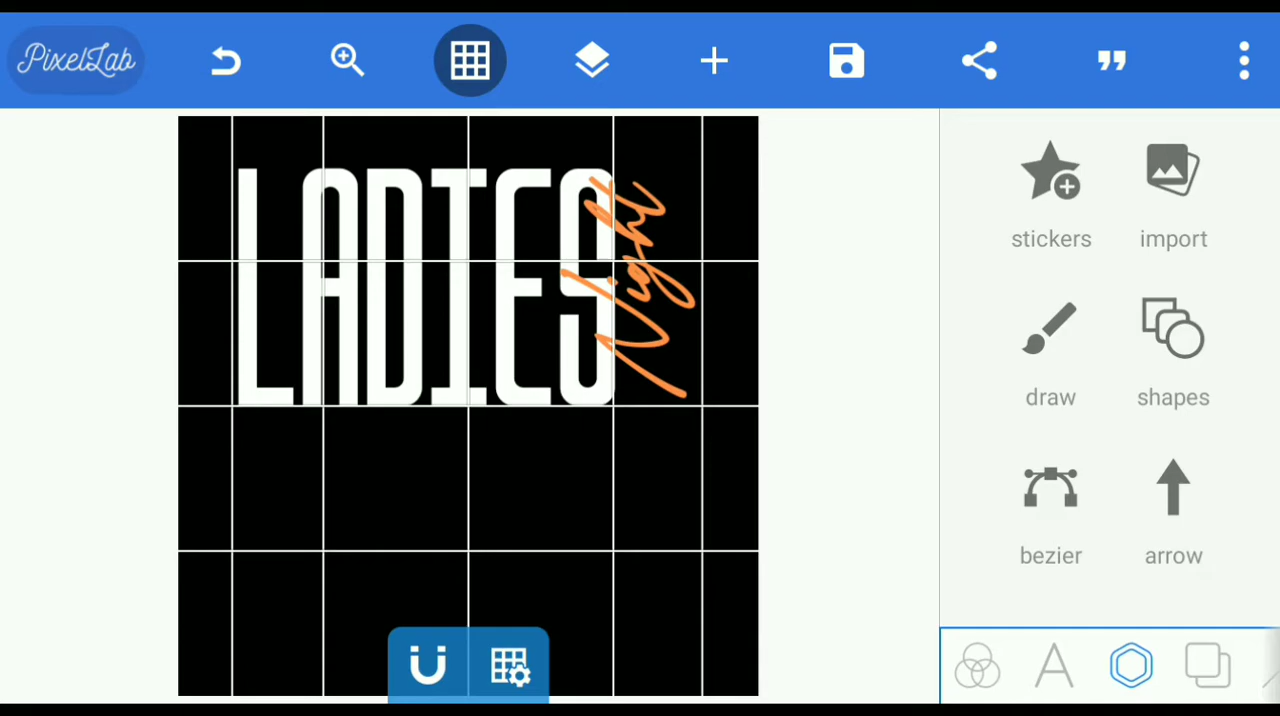 PixelLab
LADIES
Night
stickers
import
draw
shapes
bezier
arrow